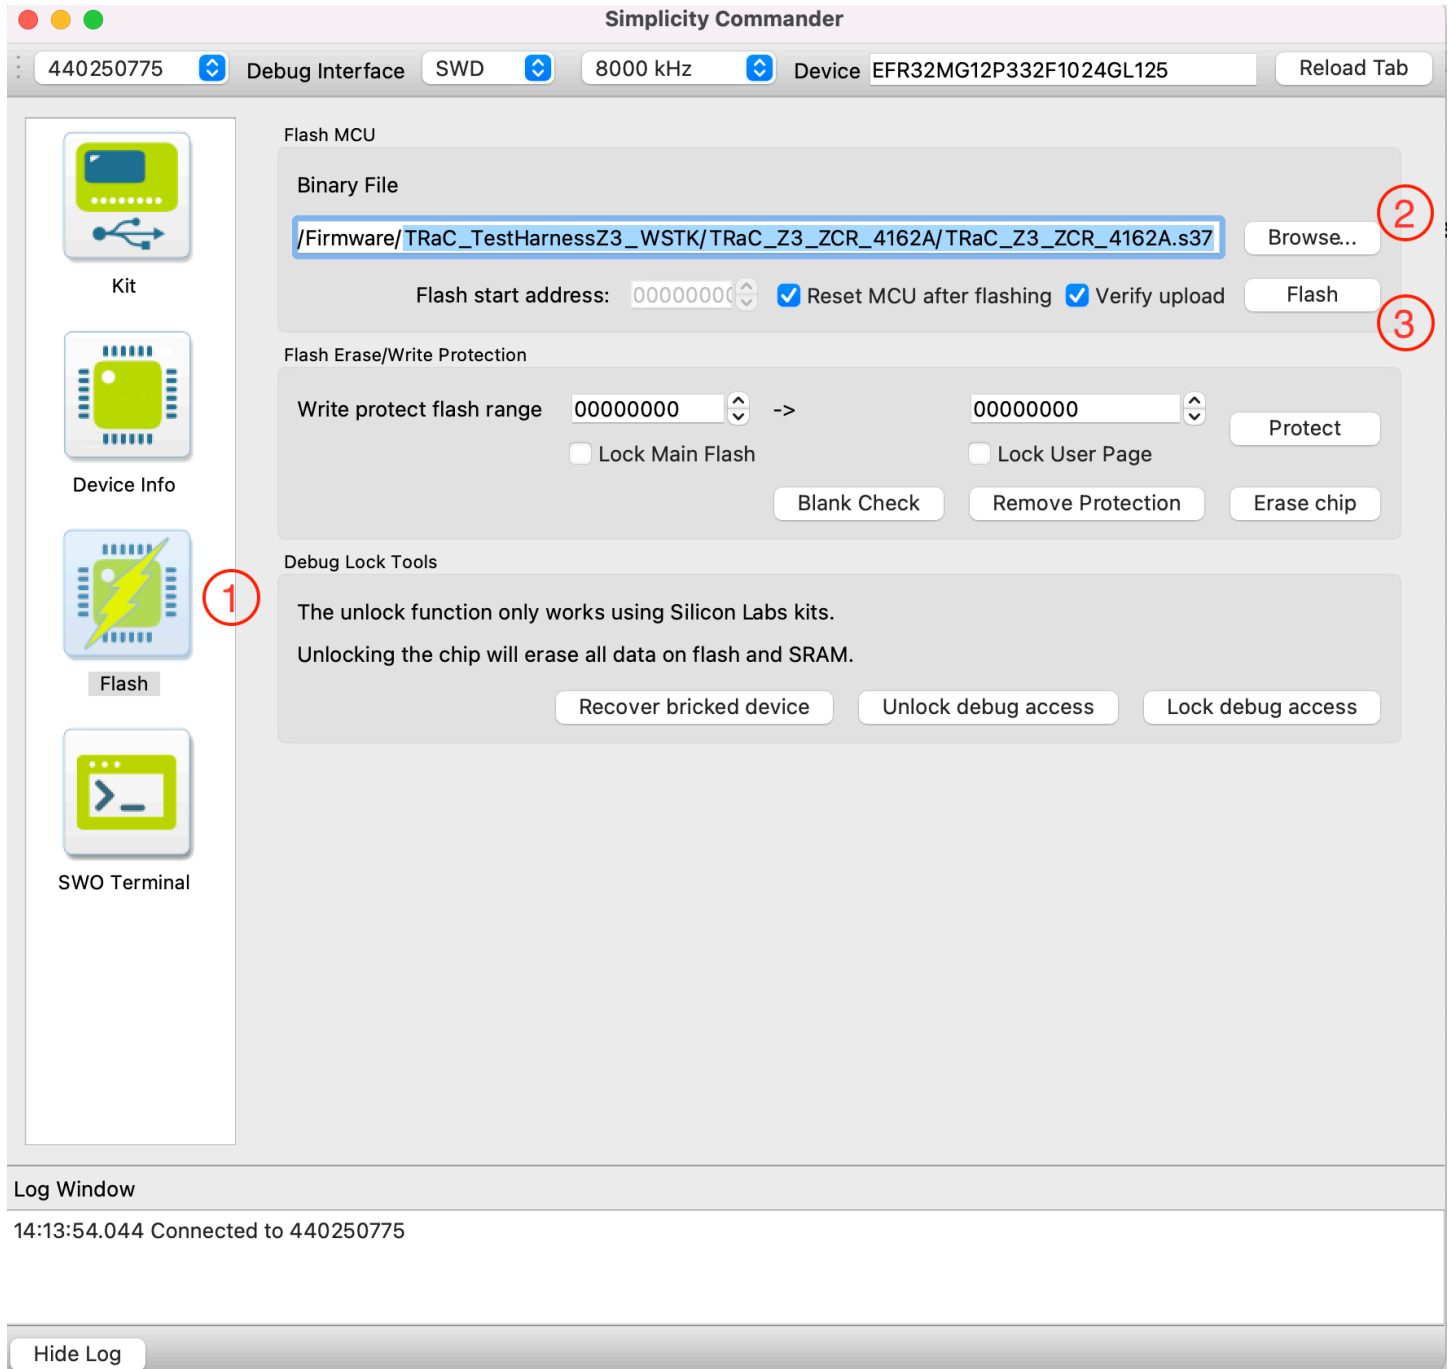 Simplicity Commander
440250775 Debug Interface SWD 8000 kHz Device EFR32MG12P332F1024GL125 Reload Tab
Kit
Device Info
1
Flash
SWO Terminal
Flash MCU
Binary File
2
/Firmware/TRaC_TestHarnessZ3_WSTK/TRaC_Z3_ZCR_4162A/TRaC_Z3_ZCR_4162A.s37 Browse...
Flash start address: 0000000 Reset MCU after flashing Verify upload Flash
3
Flash Erase/Write Protection
Write protect flash range 00000000 -> 00000000 Protect
Lock Main Flash Lock User Page
Blank Check Remove Protection Erase chip
Debug Lock Tools
The unlock function only works using Silicon Labs kits.
Unlocking the chip will erase all data on flash and SRAM.
Recover bricked device Unlock debug access Lock debug access
Log Window
14:13:54.044 Connected to 440250775
Hide Log